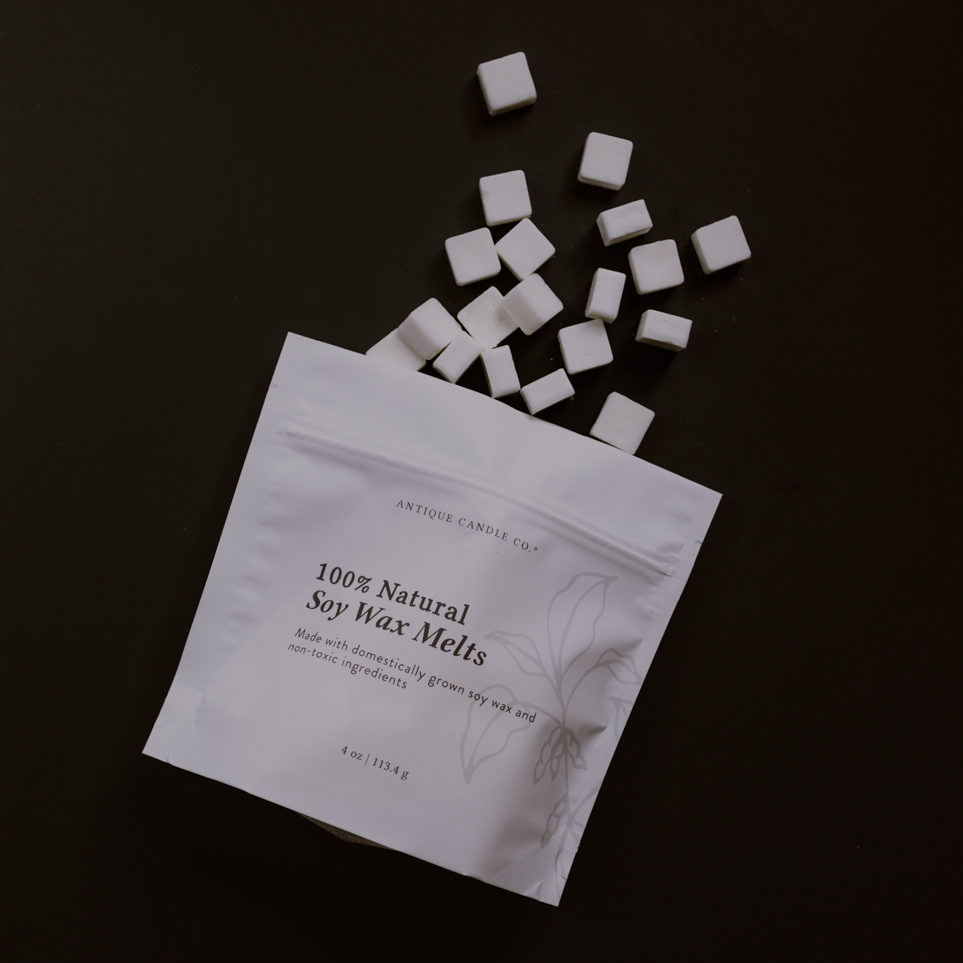 ANTIQUE CANDLE CO.®
100% Natural
Soy Wax Melts
Made with domestically grown soy wax and
non-toxic ingredients
4 oz | 113.4 g